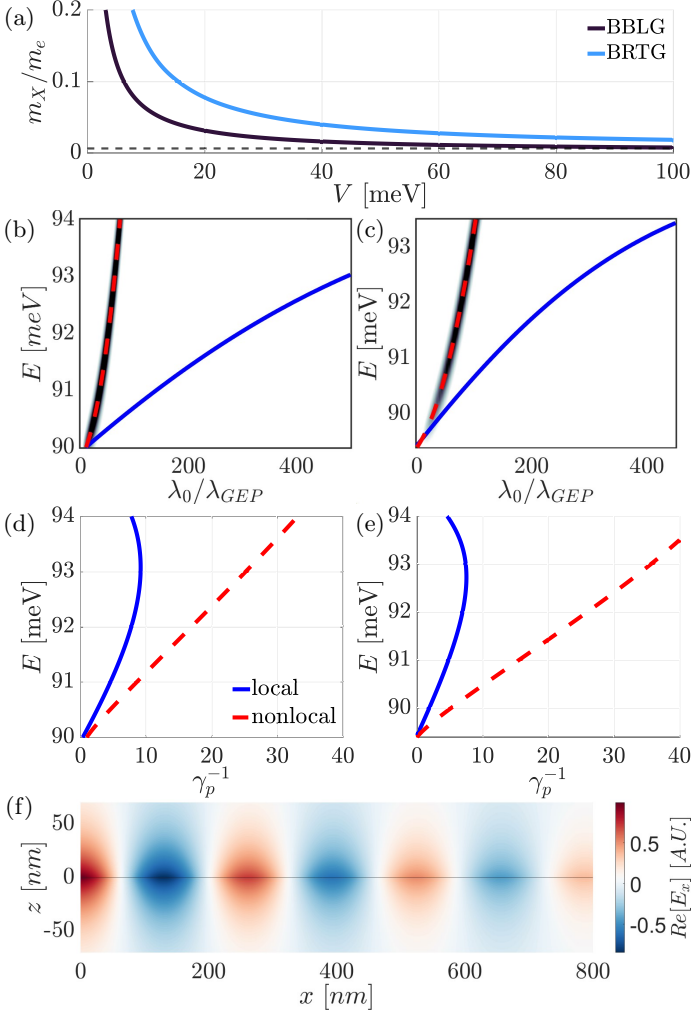 (a)
0.2
0.1
0
m_X/m_e
BBLG
BRTG
0 20 40 60 80 100
V [meV]
(b)
94
93
92
91
90
E [meV]
0 200 400
λ_0/λ_{GEP}
(c)
93
92
91
90
E [meV]
0 200 400
λ_0/λ_{GEP}
(d)
94
93
92
91
90
E [meV]
local
nonlocal
0 10 20 30 40
γ_p^{-1}
(e)
94
93
92
91
90
E [meV]
0 10 20 30 40
γ_p^{-1}
(f)
50
0
-50
z [nm]
0 200 400 600 800
x [nm]
0.5
0
-0.5
Re[E_x] [A.U.]